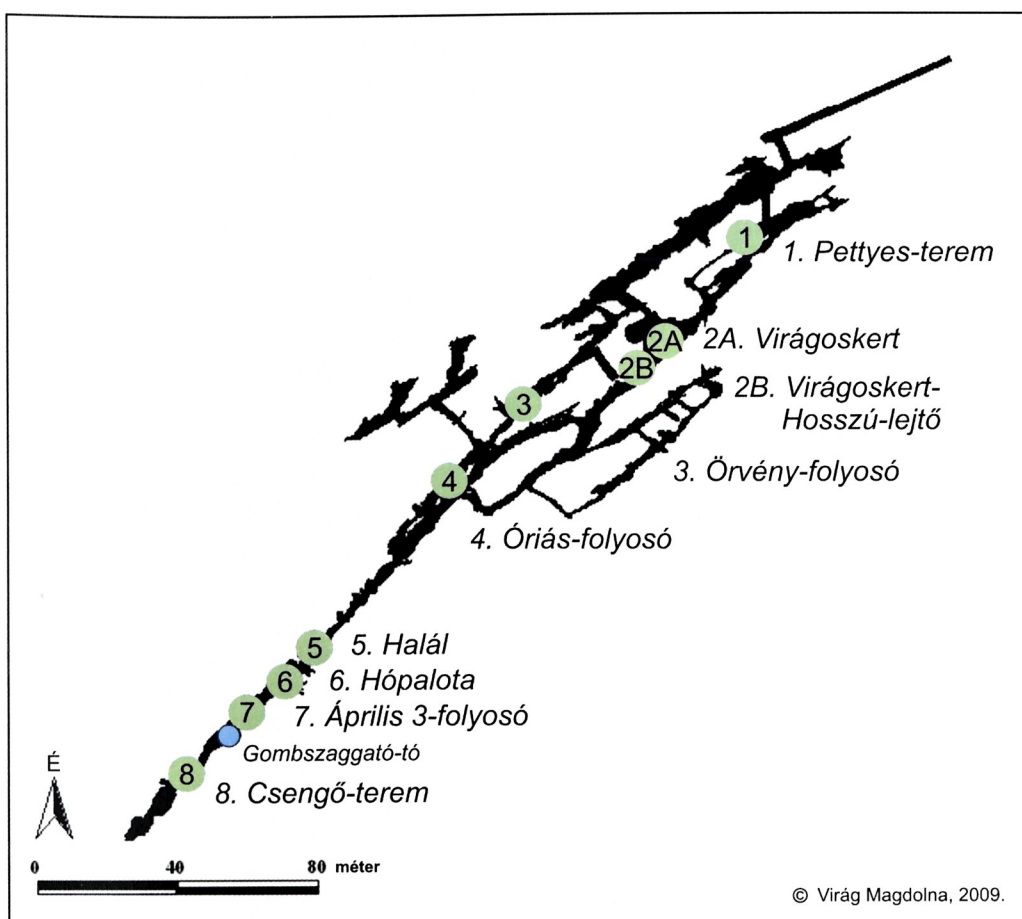 1
1. Pettyes-terem
2A
2A. Virágoskert
2B
2B. Virágoskert-
Hosszú-lejtő
3
3. Örvény-folyosó
4
4. Óriás-folyosó
5
5. Halál
6
6. Hópalota
7
7. Április 3-folyosó
Gombszaggató-tó
8
8. Csengő-terem
É
0 40 80 méter
© Virág Magdolna, 2009.